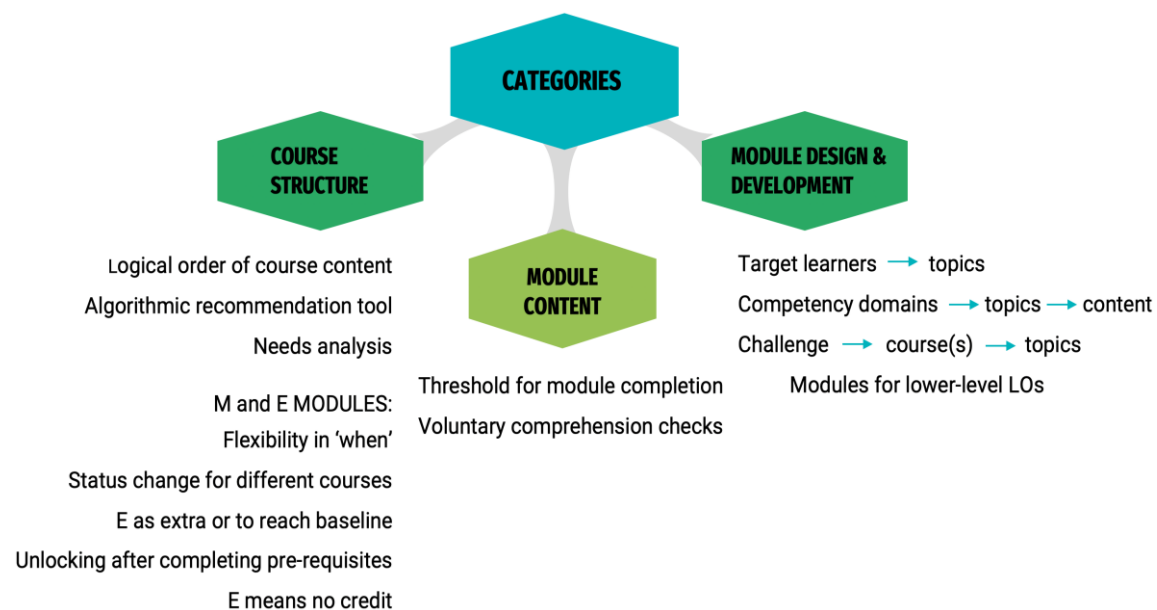 CATEGORIES
COURSE
STRUCTURE
Logical order of course content
Algorithmic recommendation tool
Needs analysis
M and E MODULES:
Flexibility in ‘when’
Status change for different courses
E as extra or to reach baseline
Unlocking after completing pre-requisites
E means no credit
MODULE
CONTENT
Threshold for module completion
Voluntary comprehension checks
MODULE DESIGN &
DEVELOPMENT
Target learners → topics
Competency domains → topics → content
Challenge → course(s) → topics
Modules for lower-level LOs